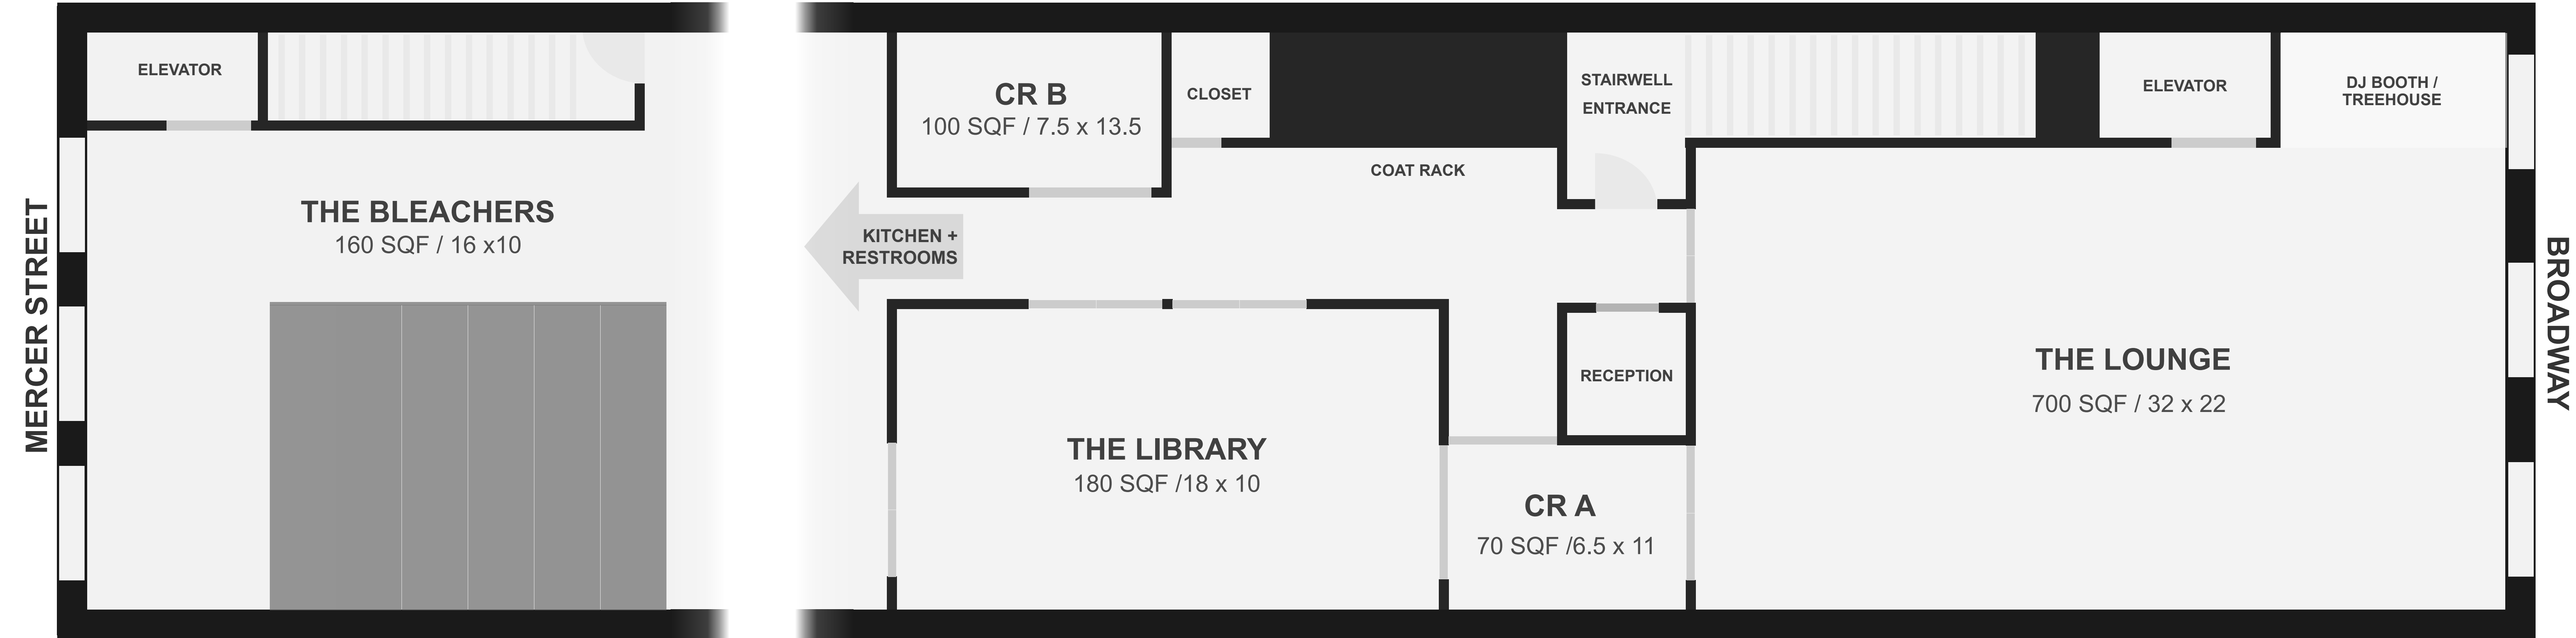 MERCER STREET
ELEVATOR
THE BLEACHERS
160 SQF / 16 x10
KITCHEN +
RESTROOMS
CR B
100 SQF / 7.5 x 13.5
CLOSET
COAT RACK
STAIRWELL
ENTRANCE
THE LIBRARY
180 SQF /18 x 10
RECEPTION
CR A
70 SQF /6.5 x 11
ELEVATOR
DJ BOOTH /
TREEHOUSE
THE LOUNGE
700 SQF / 32 x 22
BROADWAY